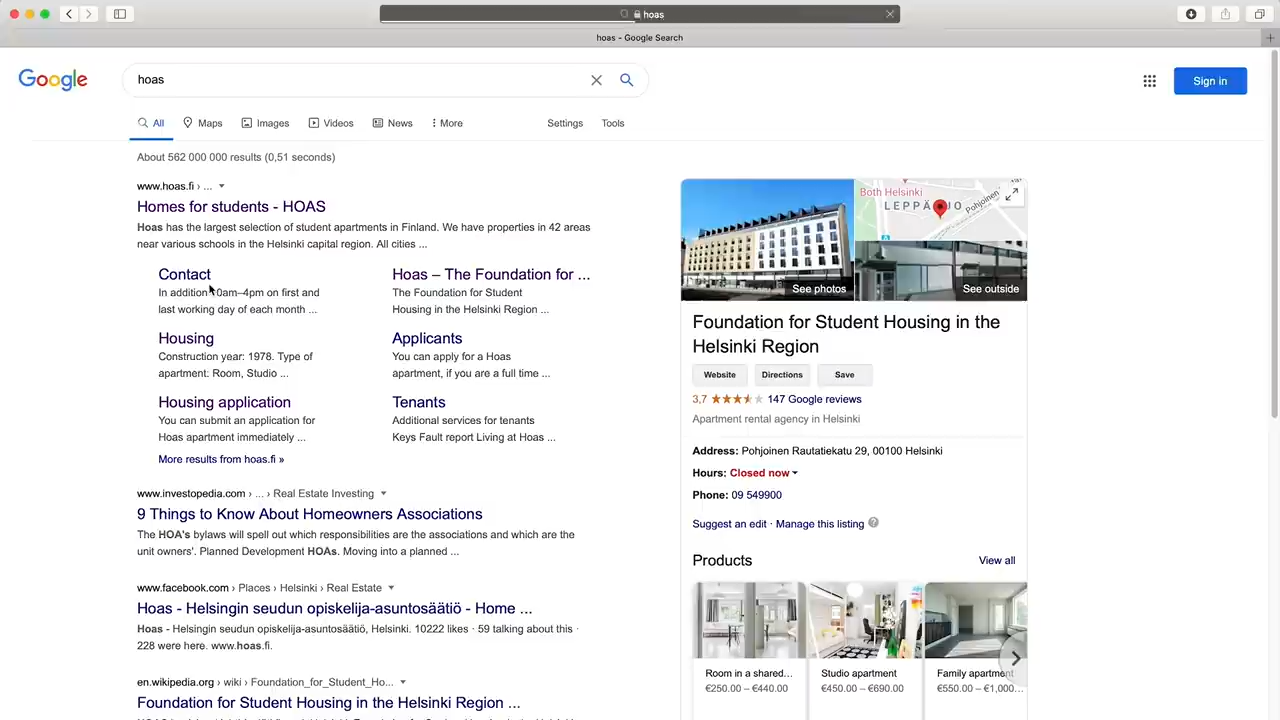 hoas
hoas - Google Search
Google
hoas
Sign in
All
Maps
Images
Videos
News
More
Settings
Tools
About 562 000 000 results (0,51 seconds)
www.hoas.fi › ...
Homes for students - HOAS
Hoas has the largest selection of student apartments in Finland. We have properties in 42 areas
near various schools in the Helsinki capital region. All cities ...
Contact
In addition 10am–4pm on first and
last working day of each month ...
Hoas – The Foundation for ...
The Foundation for Student
Housing in the Helsinki Region ...
Housing
Construction year: 1978. Type of
apartment: Room, Studio ...
Applicants
You can apply for a Hoas
apartment, if you are a full time ...
Housing application
You can submit an application for
Hoas apartment immediately ...
Tenants
Additional services for tenants
Keys Fault report Living at Hoas ...
More results from hoas.fi »
www.investopedia.com › ... › Real Estate Investing
9 Things to Know About Homeowners Associations
The HOA's bylaws will spell out which responsibilities are the associations and which are the
unit owners'. Planned Development HOAs. Moving into a planned ...
www.facebook.com › Places › Helsinki › Real Estate
Hoas - Helsingin seudun opiskelija-asuntosäätiö - Home ...
Hoas - Helsingin seudun opiskelija-asuntosäätiö, Helsinki. 10222 likes · 59 talking about this ·
228 were here. www.hoas.fi.
en.wikipedia.org › wiki › Foundation_for_Student_Ho...
Foundation for Student Housing in the Helsinki Region ...
Both Helsinki
LEPPÄ
JO
Pohjoinen
See photos
See outside
Foundation for Student Housing in the
Helsinki Region
Website
Directions
Save
3,7
147 Google reviews
Apartment rental agency in Helsinki
Address: Pohjoinen Rautatiekatu 29, 00100 Helsinki
Hours: Closed now
Phone: 09 549900
Suggest an edit · Manage this listing
Products
View all
Room in a shared...
€250.00 – €440.00
Studio apartment
€450.00 – €690.00
Family apartment
€550.00 – €1,000...